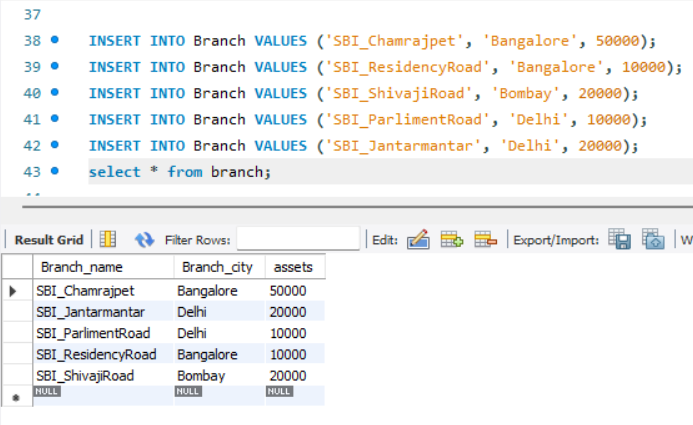 37
38 INSERT INTO Branch VALUES ('SBI_Chamrajpet', 'Bangalore', 50000);
39 INSERT INTO Branch VALUES ('SBI_ResidencyRoad', 'Bangalore', 10000);
40 INSERT INTO Branch VALUES ('SBI_ShivajiRoad', 'Bombay', 20000);
41 INSERT INTO Branch VALUES ('SBI_ParlimentRoad', 'Delhi', 10000);
42 INSERT INTO Branch VALUES ('SBI_Jantarmantar', 'Delhi', 20000);
43 select * from branch;
Result Grid Filter Rows: Edit: Export/Import:
Branch_name Branch_city assets
SBI_Chamrajpet Bangalore 50000
SBI_Jantarmantar Delhi 20000
SBI_ParlimentRoad Delhi 10000
SBI_ResidencyRoad Bangalore 10000
SBI_ShivajiRoad Bombay 20000
NULL NULL NULL